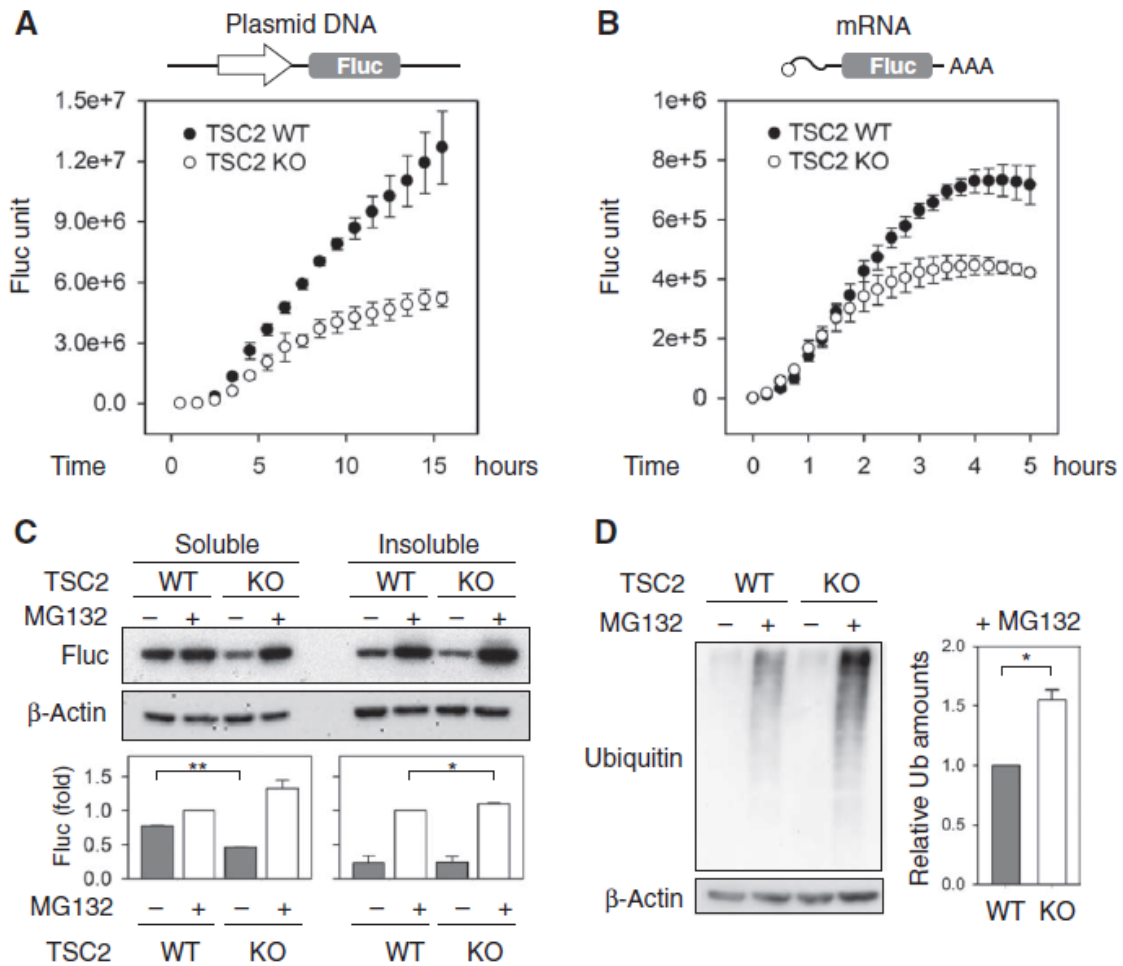 A
Plasmid DNA
Fluc
1.5e+7
1.2e+7
9.0e+6
6.0e+6
3.0e+6
0.0
Fluc unit
TSC2 WT
TSC2 KO
Time 0 5 10 15 hours
B
mRNA
Fluc AAA
1e+6
8e+5
6e+5
4e+5
2e+5
0
Fluc unit
TSC2 WT
TSC2 KO
Time 0 1 2 3 4 5 hours
C
Soluble Insoluble
TSC2 WT KO WT KO
MG132 – + – + – + – +
Fluc
β-Actin
Fluc (fold)
1.5
1.0
0.5
0.0
**
*
MG132 – + – + – + – +
TSC2 WT KO WT KO
D
TSC2 WT KO
MG132 – + – +
Ubiquitin
β-Actin
+ MG132
Relative Ub amounts
2.0
1.5
1.0
0.5
0.0
*
WT KO